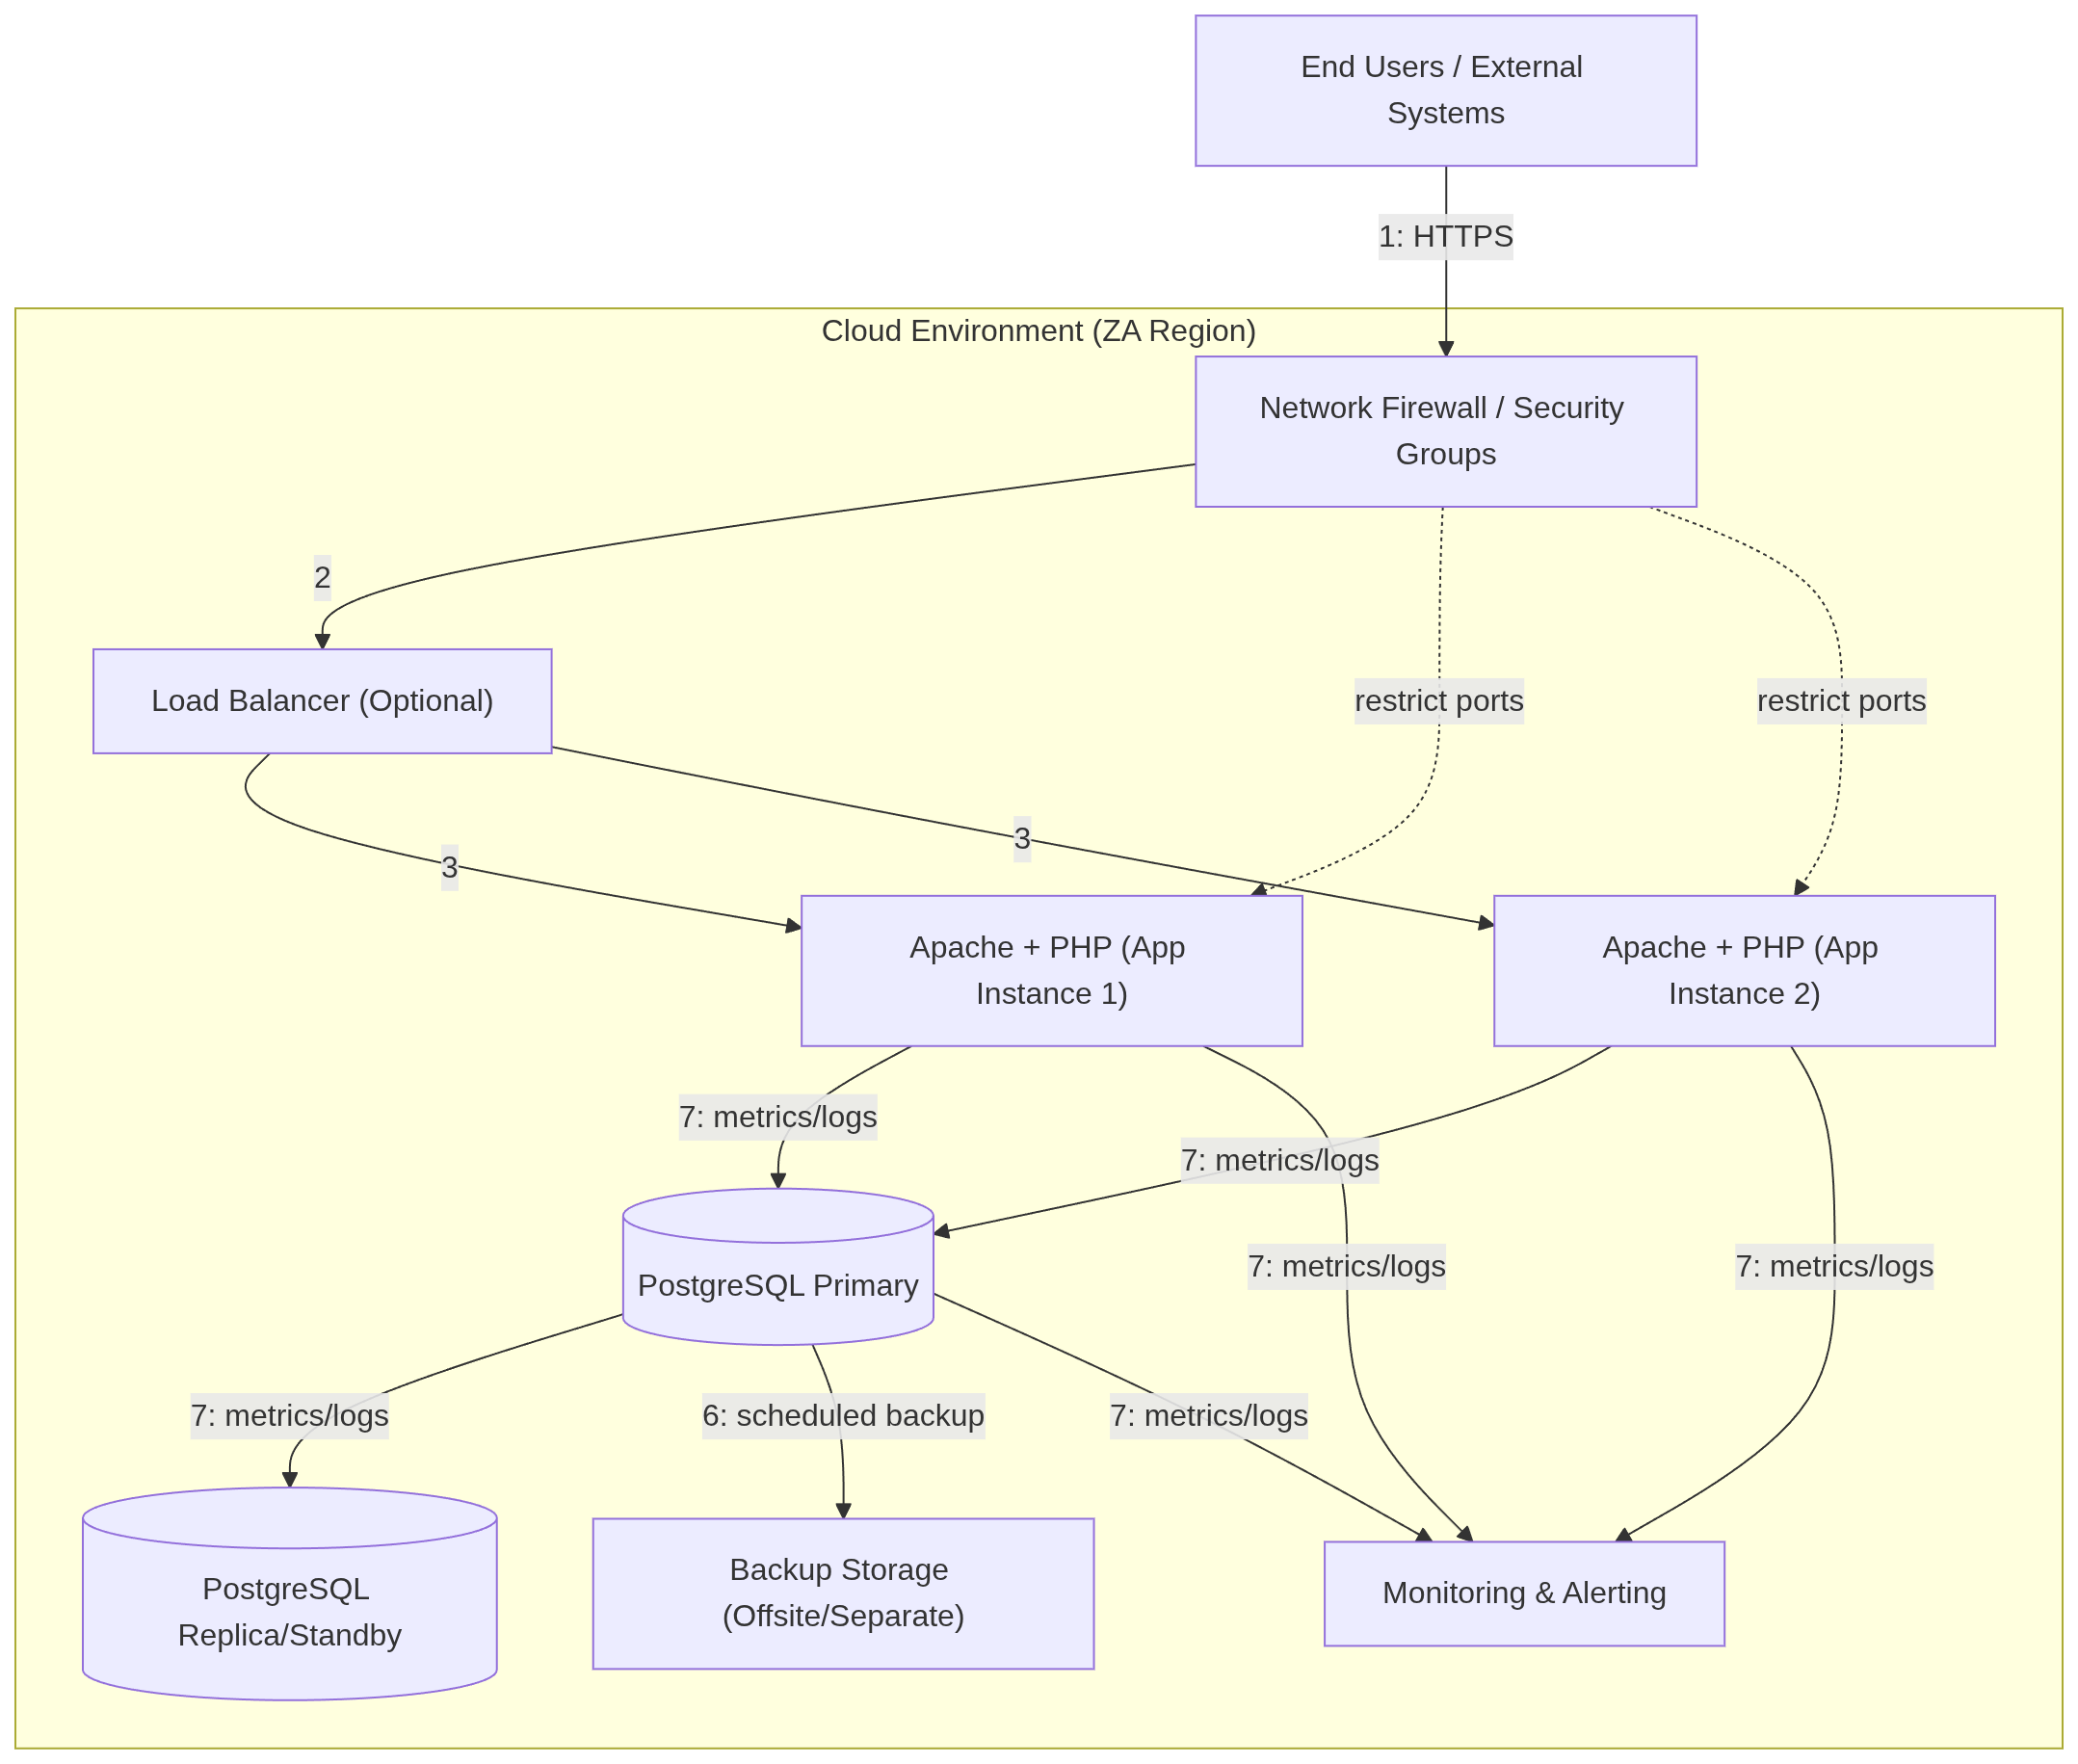 End Users / External
Systems
1: HTTPS
Cloud Environment (ZA Region)
Network Firewall / Security
Groups
2
Load Balancer (Optional)
restrict ports
restrict ports
3
3
Apache + PHP (App
Instance 1)
Apache + PHP (App
Instance 2)
7: metrics/logs
7: metrics/logs
7: metrics/logs
7: metrics/logs
PostgreSQL Primary
7: metrics/logs
6: scheduled backup
7: metrics/logs
PostgreSQL
Replica/Standby
Backup Storage
(Offsite/Separate)
Monitoring & Alerting